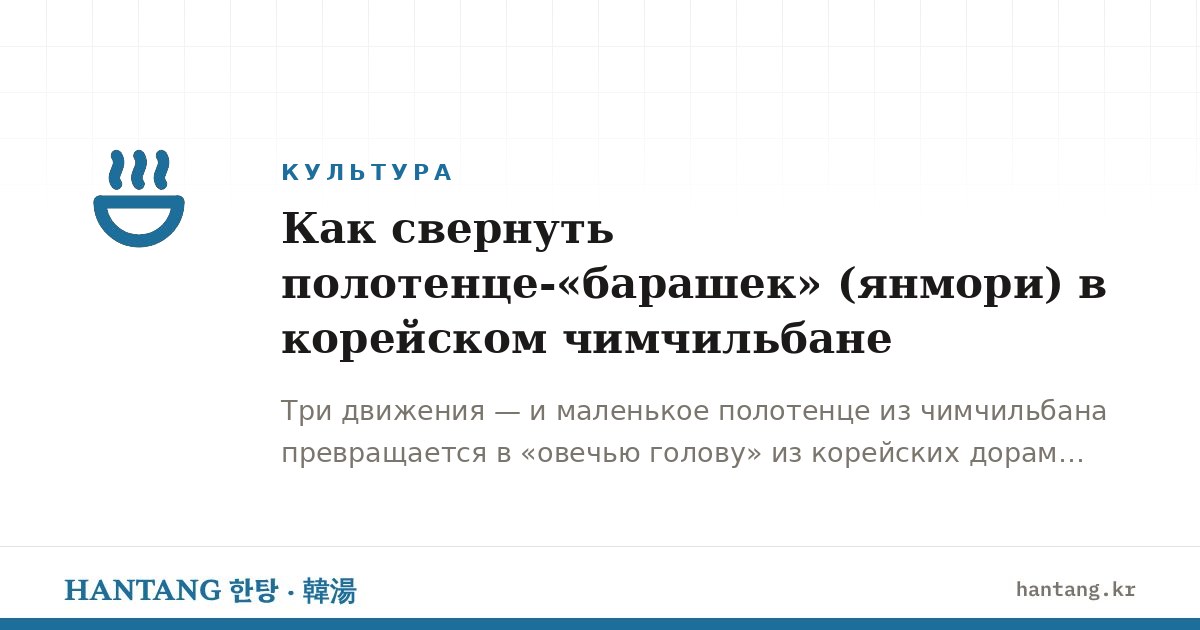 КУЛЬТУРА
Как свернуть
полотенце-«барашек» (янмори) в
корейском чимчильбане
Три движения — и маленькое полотенце из чимчильбана
превращается в «овечью голову» из корейских дорам…
HANTANG 한탕 · 韓湯
hantang.kr